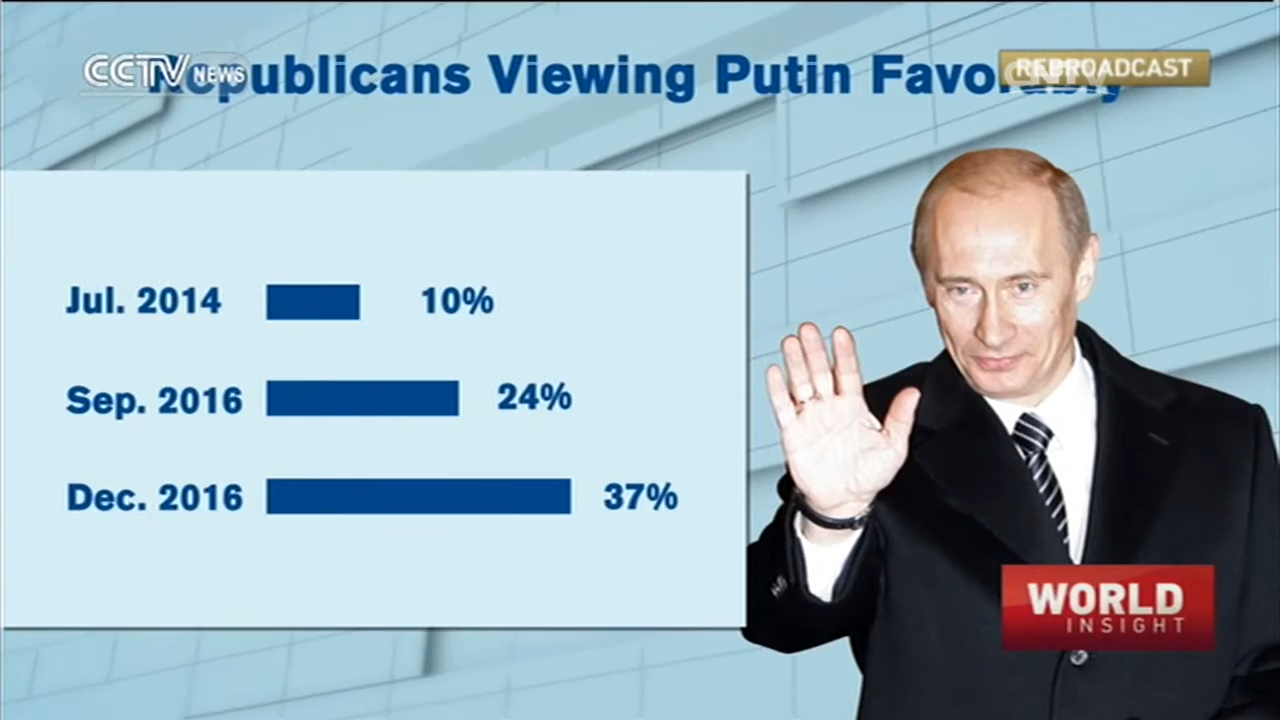 CCTV NEWS
Republicans Viewing Putin Favorably
REBROADCAST
Jul. 2014 10%
Sep. 2016 24%
Dec. 2016 37%
WORLD
INSIGHT